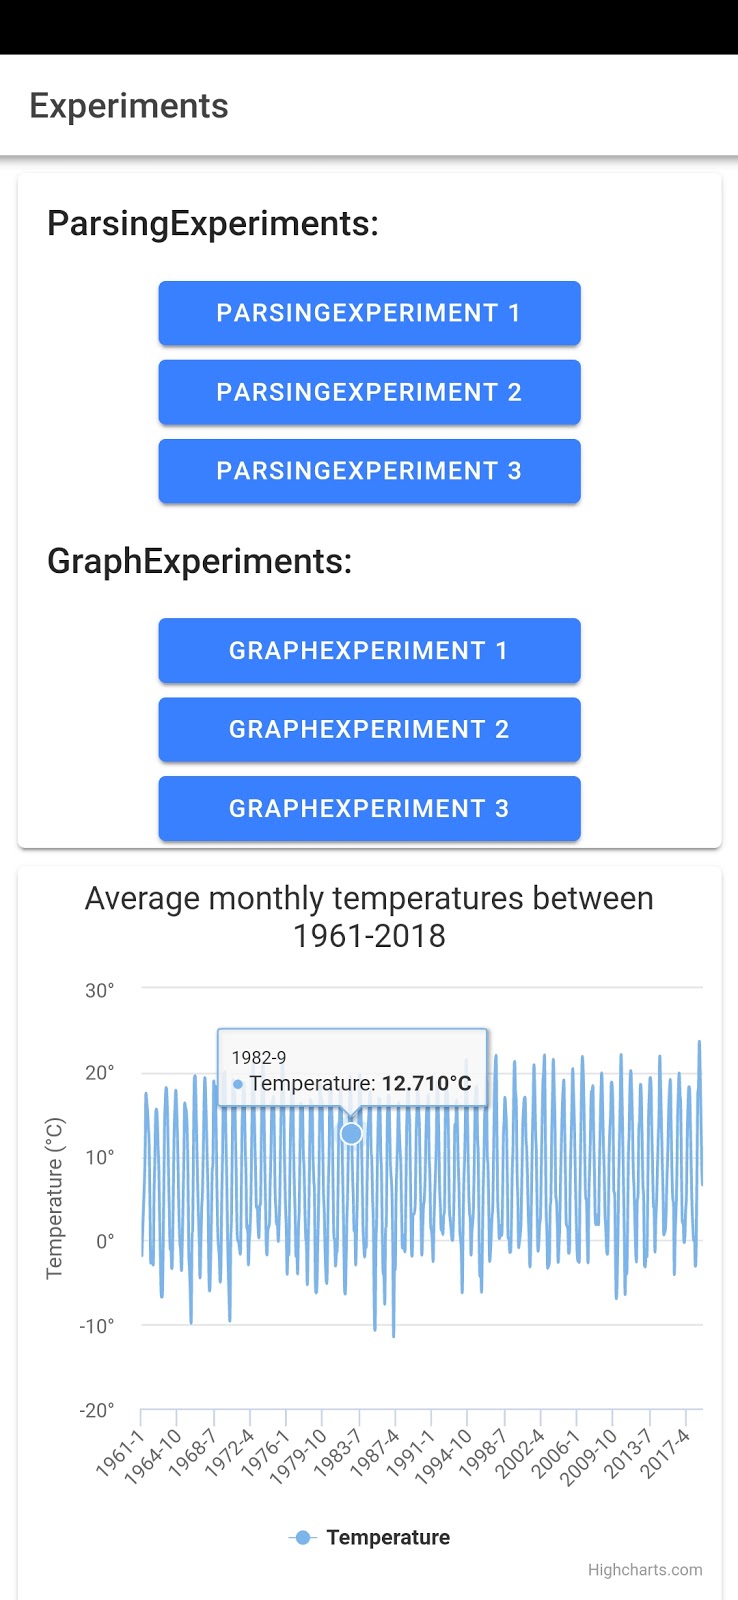 Experiments
ParsingExperiments:
PARSINGEXPERIMENT 1
PARSINGEXPERIMENT 2
PARSINGEXPERIMENT 3
GraphExperiments:
GRAPHEXPERIMENT 1
GRAPHEXPERIMENT 2
GRAPHEXPERIMENT 3
Average monthly temperatures between
1961-2018
Temperature (°C)
30°
20°
10°
0°
-10°
-20°
1982-9
Temperature: 12.710°C
1961-1
1964-10
1968-7
1972-4
1976-1
1979-10
1983-7
1987-4
1991-1
1994-10
1998-7
2002-4
2006-1
2009-10
2013-7
2017-4
Temperature
Highcharts.com